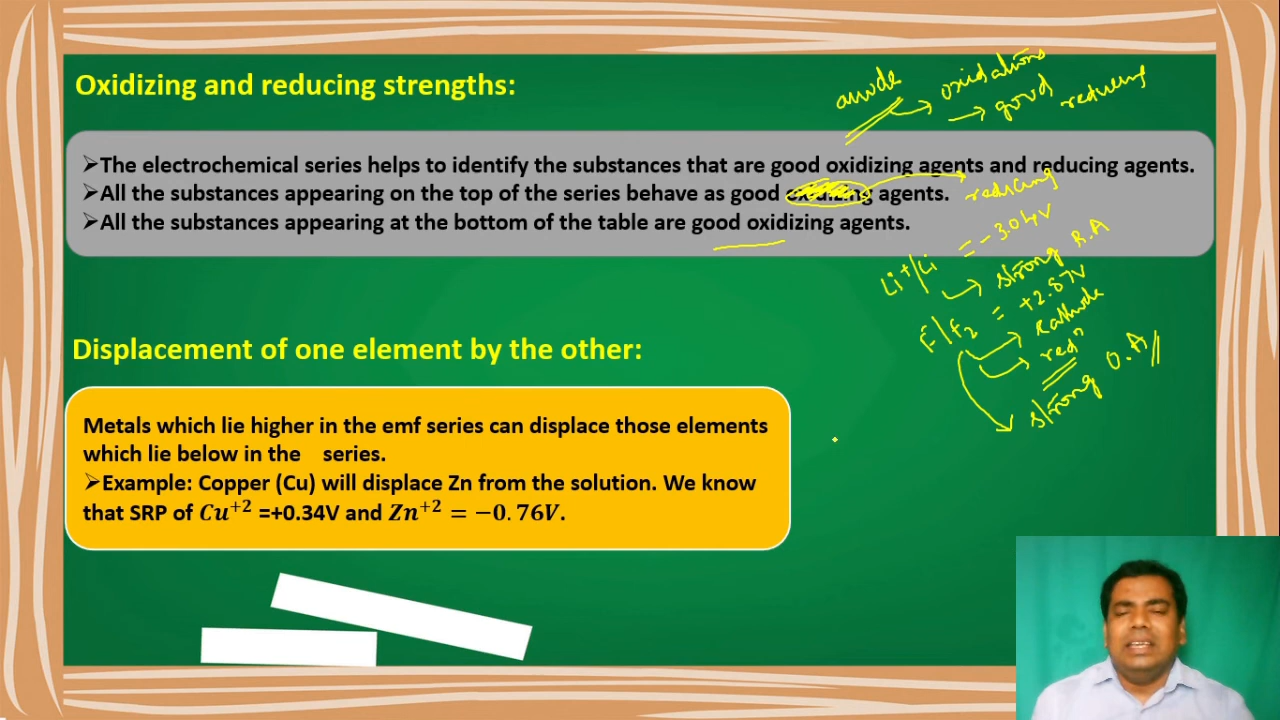 Oxidizing and reducing strengths:
anode → oxidations
→ good reducing
➢The electrochemical series helps to identify the substances that are good oxidizing agents and reducing agents.
➢All the substances appearing on the top of the series behave as good oxidizing agents.
reducing
➢All the substances appearing at the bottom of the table are good oxidizing agents.
Li+/Li = -3.04V
→ strong R.A
F/F2 = +2.87V
→ cathode
→ redn
→ strong O.A
Displacement of one element by the other:
Metals which lie higher in the emf series can displace those elements
which lie below in the series.
➢Example: Copper (Cu) will displace Zn from the solution. We know
that SRP of Cu+2 =+0.34V and Zn+2 = −0.76V.